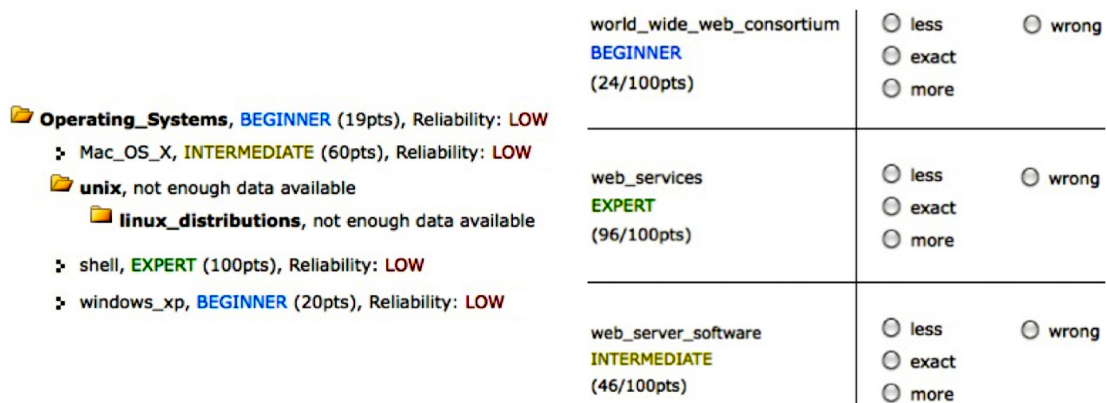 Operating_Systems, BEGINNER (19pts), Reliability: LOW
Mac_OS_X, INTERMEDIATE (60pts), Reliability: LOW
unix, not enough data available
linux_distributions, not enough data available
shell, EXPERT (100pts), Reliability: LOW
windows_xp, BEGINNER (20pts), Reliability: LOW
world_wide_web_consortium
BEGINNER
(24/100pts)
less wrong
exact
more
web_services
EXPERT
(96/100pts)
less wrong
exact
more
web_server_software
INTERMEDIATE
(46/100pts)
less wrong
exact
more